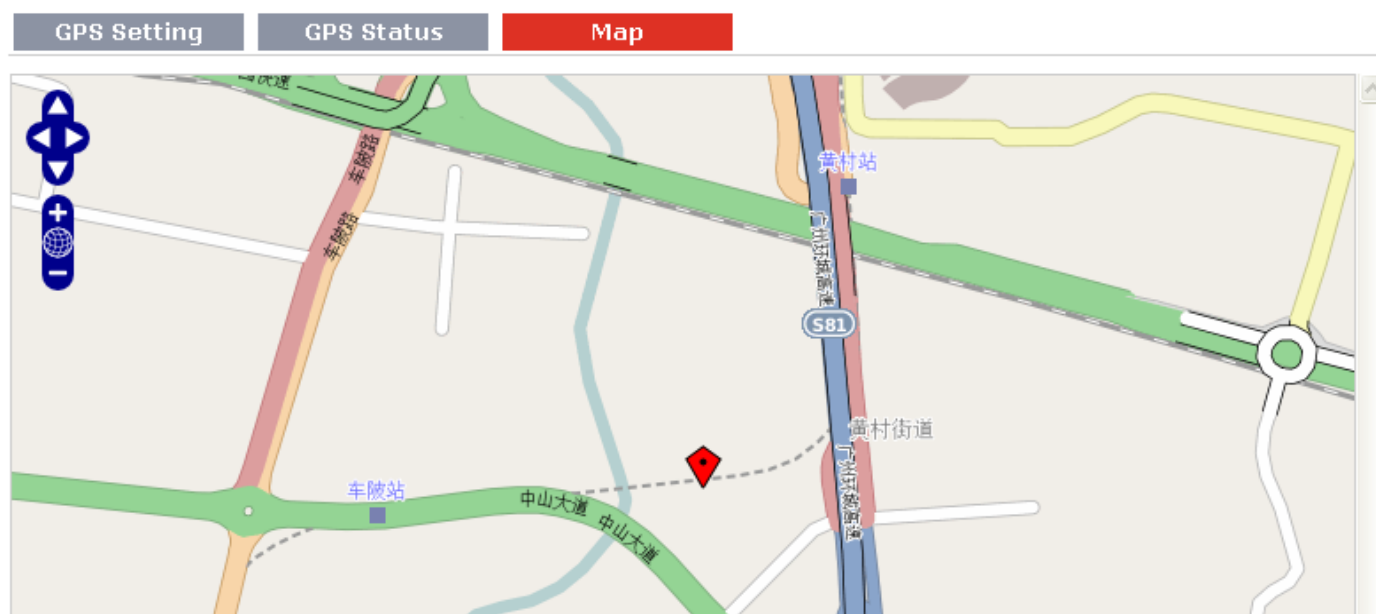 GPS Setting
GPS Status
Map
快速
车陂路
黄村站
车陂路
广州环城高速
S81
黄村街道
广州环城高速
车陂站
中山大道
中山大道